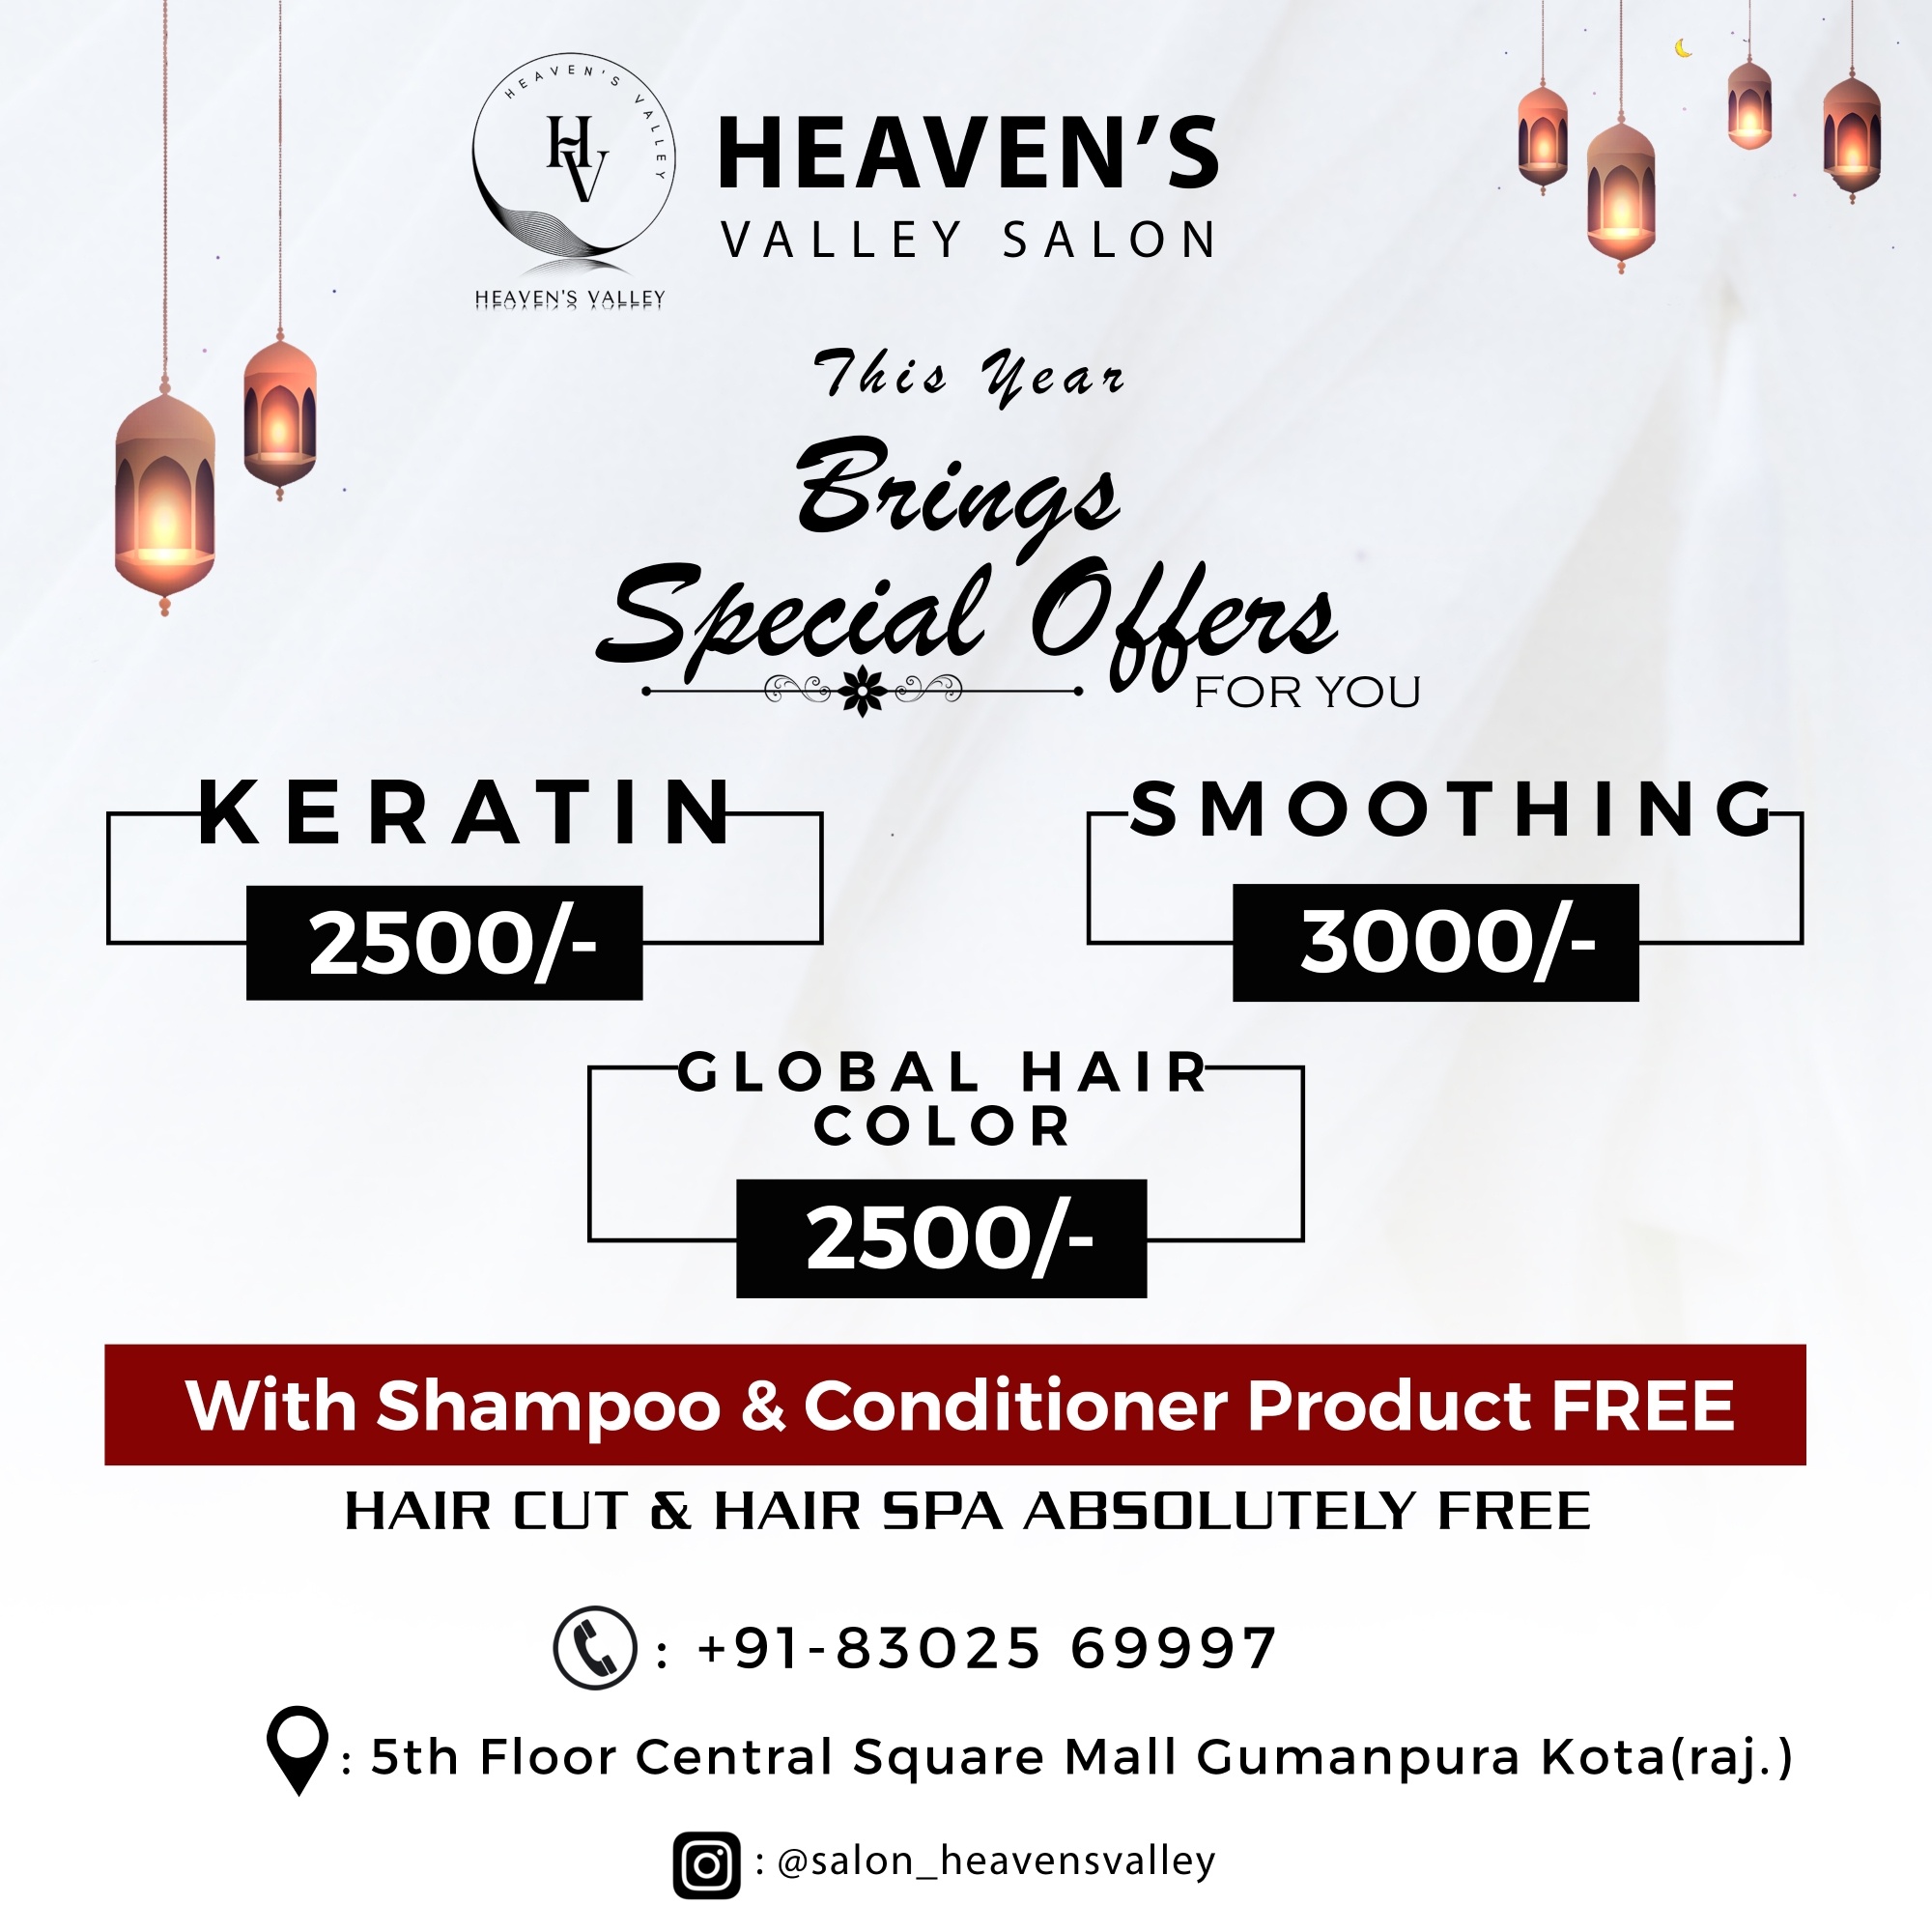 HEAVEN'S VALLEY
HV
HEAVEN'S VALLEY
HEAVEN'S
VALLEY SALON
This Year
Brings
Special Offers
FOR YOU
KERATIN
2500/-
SMOOTHING
3000/-
GLOBAL HAIR
COLOR
2500/-
With Shampoo & Conditioner Product FREE
HAIR CUT & HAIR SPA ABSOLUTELY FREE
: +91-83025 69997
: 5th Floor Central Square Mall Gumanpura Kota(raj.)
: @salon_heavensvalley